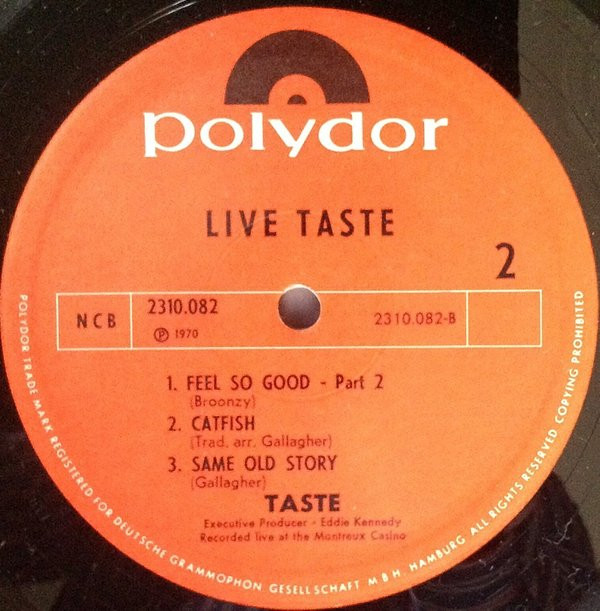 polydor
LIVE TASTE
2
NCB
2310.082
℗ 1970
2310.082-B
1. FEEL SO GOOD - Part 2
(Broonzy)
2. CATFISH
(Trad. arr. Gallagher)
3. SAME OLD STORY
(Gallagher)
TASTE
Executive Producer - Eddie Kennedy
Recorded live at the Montreux Casino
POLYDOR TRADE MARK REGISTERED FOR DEUTSCHE GRAMMOPHON GESELLSCHAFT M B H. HAMBURG ALL RIGHTS RESERVED COPYING PROHIBITED